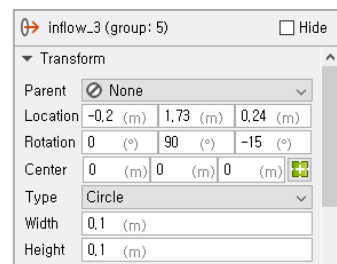 inflow_3 (group: 5) Hide
Transform
Parent None
Location -0.2 (m) 1.73 (m) 0.24 (m)
Rotation 0 (°) 90 (°) -15 (°)
Center 0 (m) 0 (m) 0 (m)
Type Circle
Width 0.1 (m)
Height 0.1 (m)